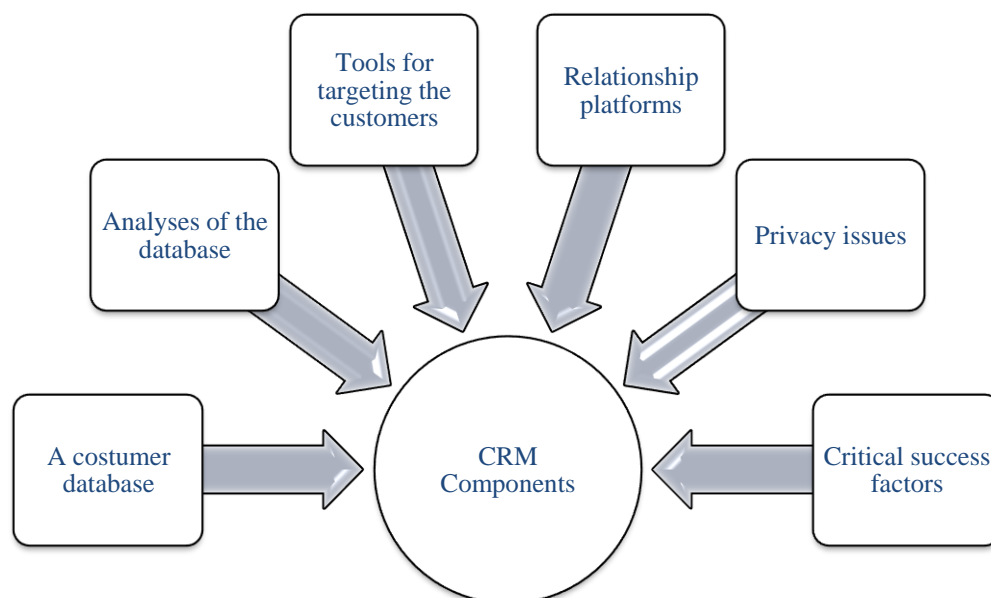 Tools for
targeting the
customers
Relationship
platforms
Analyses of the
database
Privacy issues
A costumer
database
CRM
Components
Critical success
factors